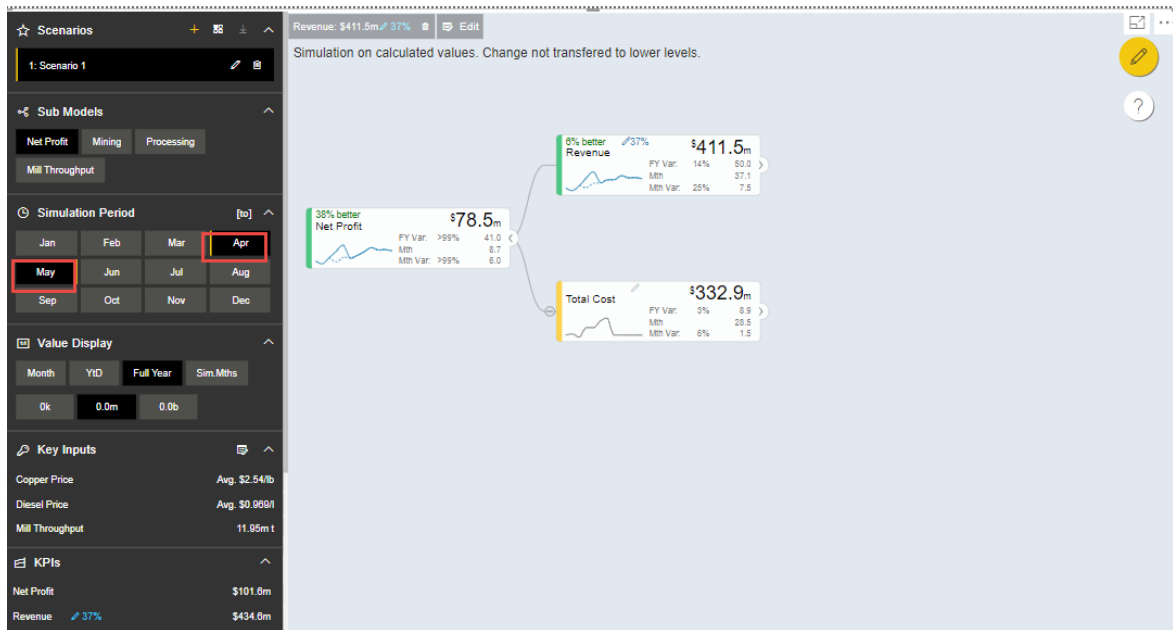 Scenarios
1: Scenario 1
Sub Models
Net Profit Mining Processing
Mill Throughput
Simulation Period [to]
Jan Feb Mar Apr
May Jun Jul Aug
Sep Oct Nov Dec
Value Display
Month YtD Full Year Sim.Mths
0k 0.0m 0.0b
Key Inputs
Copper Price Avg. $2.54/lb
Diesel Price Avg. $0.969/l
Mill Throughput 11.95m t
KPIs
Net Profit $101.6m
Revenue 37% $434.6m
Revenue: $411.5m 37% Edit
Simulation on calculated values. Change not transfered to lower levels.
?
38% better
Net Profit $78.5m
FY Var. >99% 41.0
Mth 8.7
Mth Var. >99% 6.0
6% better 37%
Revenue $411.5m
FY Var. 14% 50.0
Mth 37.1
Mth Var. 25% 7.5
Total Cost $332.9m
FY Var. 3% 8.9
Mth 28.5
Mth Var. 6% 1.5